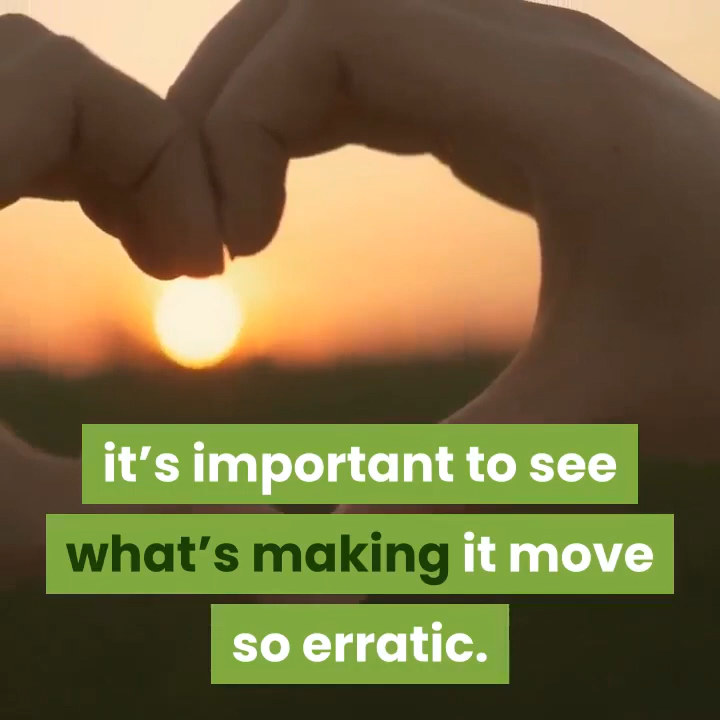 it’s important to see
what’s making it move
so erratic.